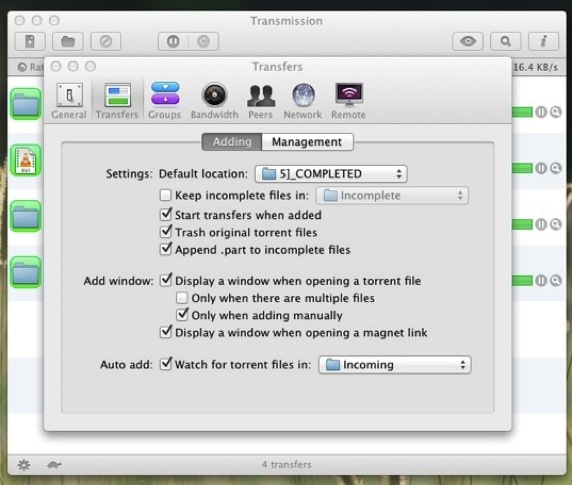 Transmission
Rat
16.4 KB/s
Transfers
General Transfers Groups Bandwidth Peers Network Remote
Adding Management
Settings: Default location: 5]_COMPLETED
Keep incomplete files in: Incomplete
Start transfers when added
Trash original torrent files
Append .part to incomplete files
Add window: Display a window when opening a torrent file
Only when there are multiple files
Only when adding manually
Display a window when opening a magnet link
Auto add: Watch for torrent files in: Incoming
AVI
4 transfers